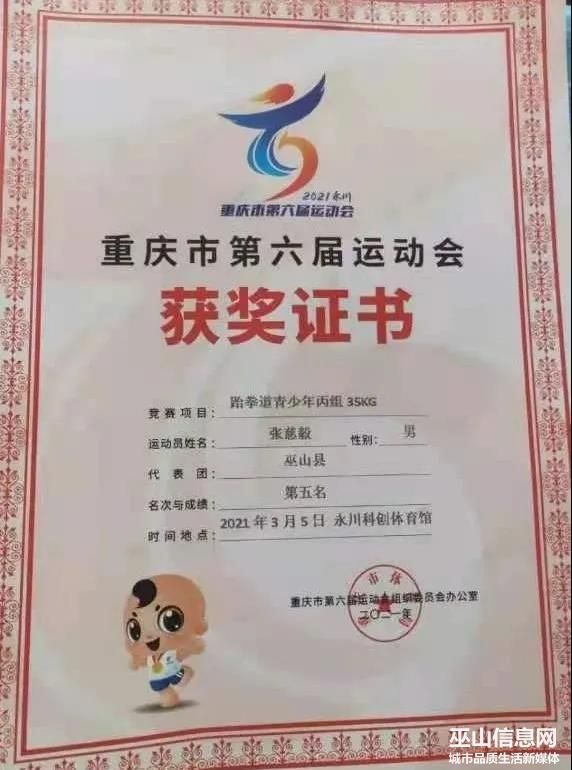 2021永川
重庆市第六届运动会
重庆市第六届运动会
获奖证书
竞赛项目: 跆拳道青少年丙组 35KG
运动员姓名: 张慈毅 性别: 男
代表团: 巫山县
名次与成绩: 第五名
时间地点: 2021年3月5日 永川科创体育馆
重庆市第六届运动会组织委员会办公室
二〇二一年
巫山信息网
城市品质生活新媒体